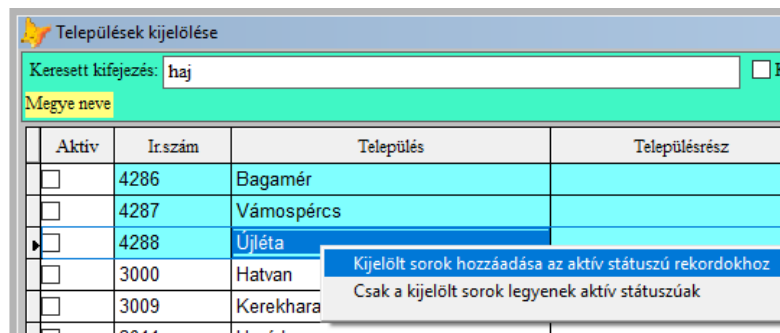 Települések kijelölése
Keresett kifejezés: haj
Megye neve
Aktív Ir.szám Település Településrész
4286 Bagamér
4287 Vámospércs
4288 Újléta
Kijelölt sorok hozzáadása az aktív státuszú rekordokhoz
3000 Hatvan
Csak a kijelölt sorok legyenek aktív státuszúak
3009